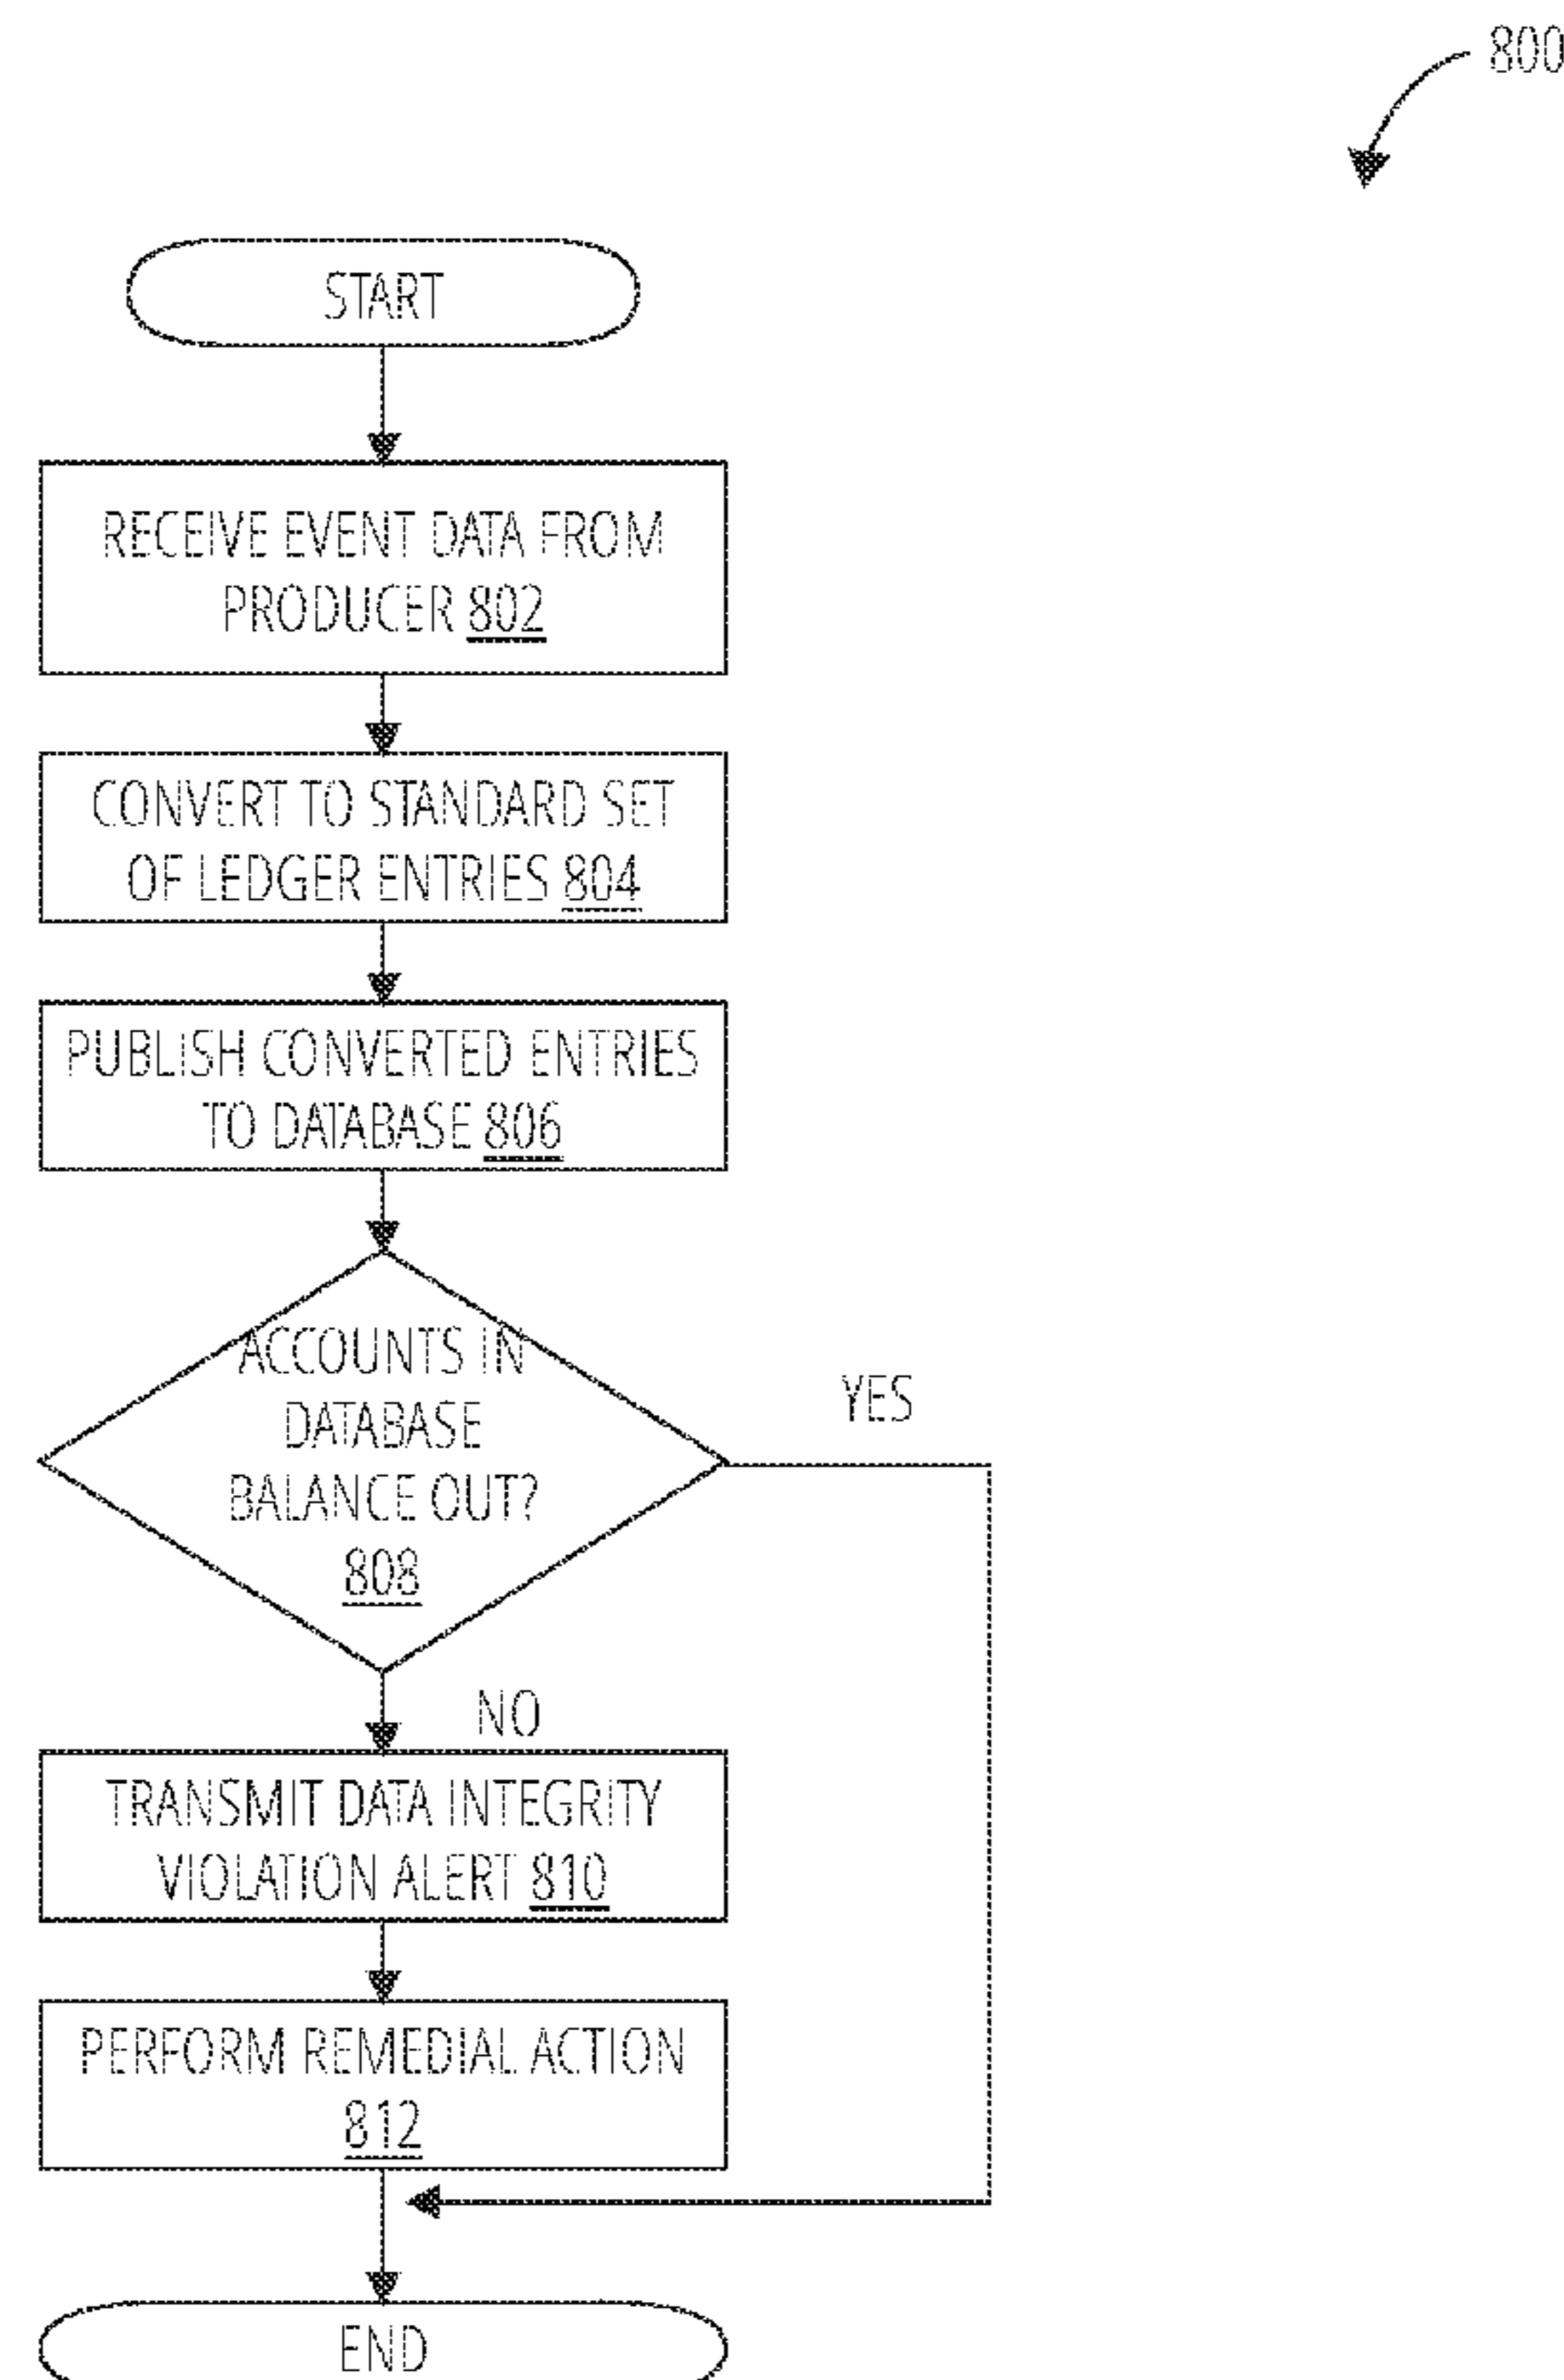 800
START
RECEIVE EVENT DATA FROM
PRODUCER 802
CONVERT TO STANDARD SET
OF LEDGER ENTRIES 804
PUBLISH CONVERTED ENTRIES
TO DATABASE 806
ACCOUNTS IN
DATABASE
BALANCE OUT?
808
YES
NO
TRANSMIT DATA INTEGRITY
VIOLATION ALERT 810
PERFORM REMEDIAL ACTION
812
END